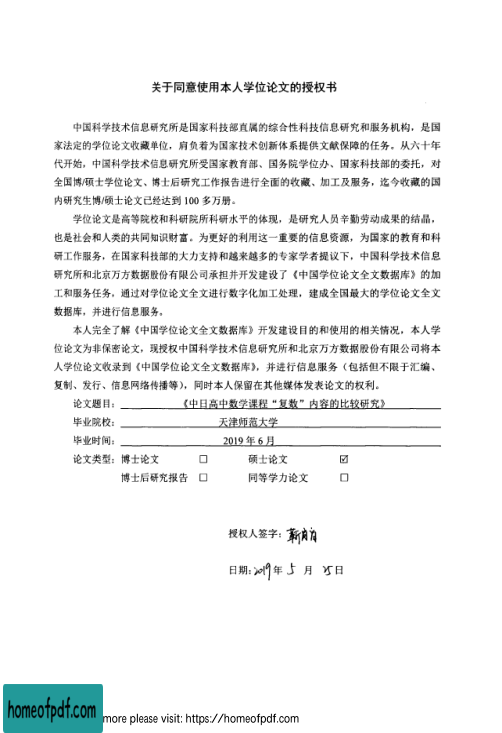 关于同意使用本人学位论文的授权书
中国科学技术信息研究所是国家科技部直属的综合性科技信息研究和服务机构，是国
家法定的学位论文收藏单位，肩负着为国家技术创新体系提供文献保障的任务。从六十年
代开始，中国科学技术信息研究所受国家教育部、国务院学位办、国家科技部的委托，对
全国博/硕士学位论文、博士后研究工作报告进行全面的收藏、加工及服务，迄今收藏的国
内研究生博/硕士论文已经达到 100 多万册。
学位论文是高等院校和科研院所科研水平的体现，是研究人员辛勤劳动成果的结晶，
也是社会和人类的共同知识财富。为更好的利用这一重要的信息资源，为国家的教育和科
研工作服务，在国家科技部的大力支持和越来越多的专家学者提议下，中国科学技术信息
研究所和北京万方数据股份有限公司承担并开发建设了《中国学位论文全文数据库》的加
工和服务任务，通过对学位论文全文进行数字化加工处理，建成全国最大的学位论文全文
数据库，并进行信息服务。
本人完全了解《中国学位论文全文数据库》开发建设目的和使用的相关情况，本人学
位论文为非保密论文，现授权中国科学技术信息研究所和北京万方数据股份有限公司将本
人学位论文收录到《中国学位论文全文数据库》，并进行信息服务（包括但不限于汇编、
复制、发行、信息网络传播等），同时本人保留在其他媒体发表论文的权利。
论文题目：《中日高中数学课程“复数”内容的比较研究》
毕业院校：天津师范大学
毕业时间：2019 年 6 月
论文类型：博士论文 □ 硕士论文 ☑
博士后研究报告 □ 同等学力论文 □
授权人签字：
日期：2019年 5 月 25日
homeofpdf.com
more please visit: https://homeofpdf.com